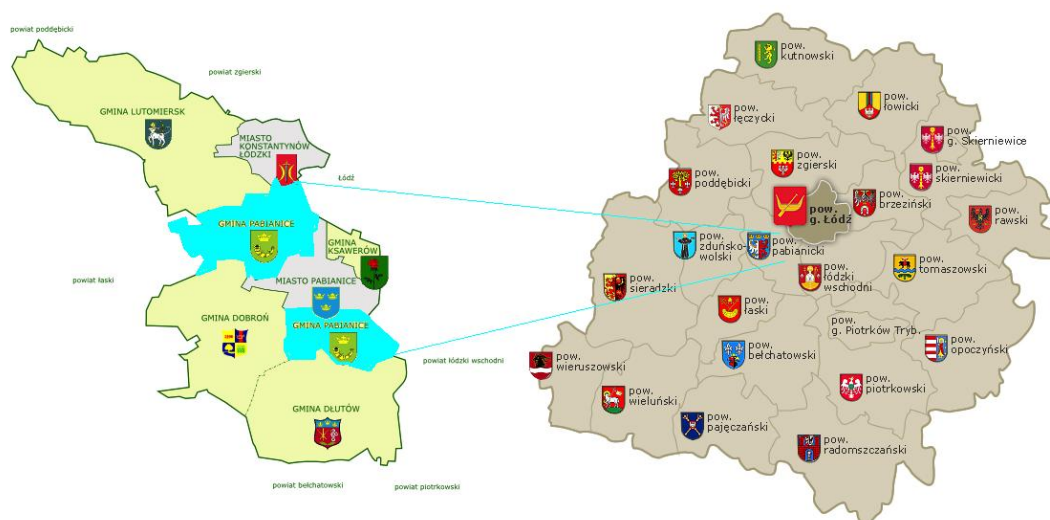 powiat poddębicki
powiat zgierski
GMINA LUTOMIERSK
MIASTO
KONSTANTYNÓW
ŁÓDZKI
Łódź
GMINA PABIANICE
GMINA
KSAWERÓW
powiat łaski
MIASTO PABIANICE
GMINA DOBROŃ
GMINA PABIANICE
powiat łódzki wschodni
GMINA DŁUTÓW
powiat bełchatowski
powiat piotrkowski
pow.
kutnowski
pow.
łowicki
pow.
łęczycki
pow.
g. Skierniewice
pow.
zgierski
pow.
skierniewicki
pow.
poddębicki
pow.
brzeziński
pow.
g. Łódź
pow.
rawski
pow.
zduńsko-
wolski
pow.
pabianicki
pow.
tomaszowski
pow.
łódzki
wschodni
pow.
sieradzki
pow.
łaski
pow.
g. Piotrków Tryb.
pow.
opoczyński
pow.
bełchatowski
pow.
wieruszowski
pow.
piotrkowski
pow.
wieluński
pow.
pajęczański
pow.
radomszczański